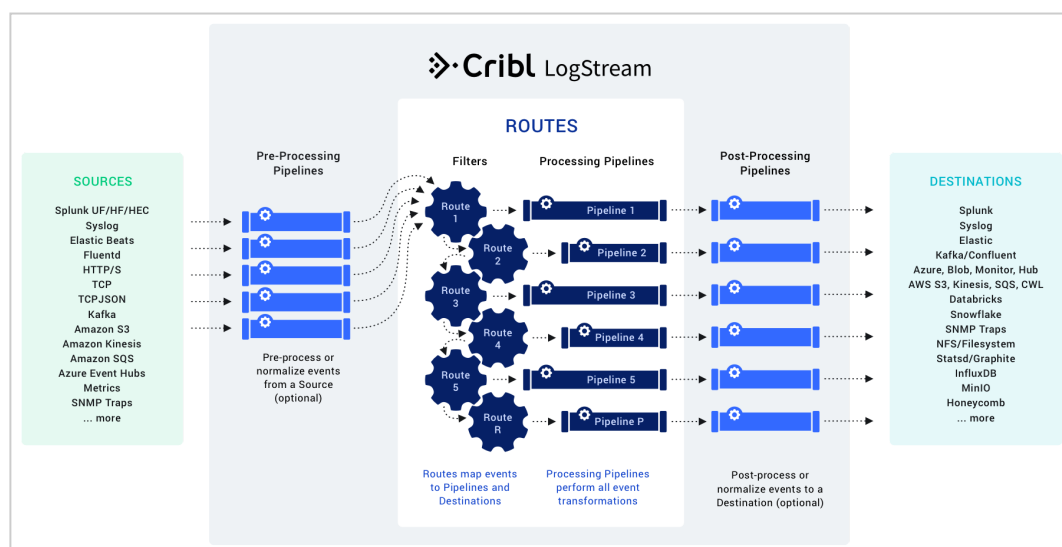 Cribl LogStream
ROUTES
Pre-Processing
Pipelines
Filters
Processing Pipelines
Post-Processing
Pipelines
SOURCES
Splunk UF/HF/HEC
Syslog
Elastic Beats
Fluentd
HTTP/S
TCP
TCPJSON
Kafka
Amazon S3
Amazon Kinesis
Amazon SQS
Azure Event Hubs
Metrics
SNMP Traps
... more
Pre-process or
normalize events
from a Source
(optional)
Route
1
Route
2
Route
3
Route
4
Route
5
Route
R
Pipeline 1
Pipeline 2
Pipeline 3
Pipeline 4
Pipeline 5
Pipeline P
Routes map events
to Pipelines and
Destinations
Processing Pipelines
perform all event
transformations
Post-process or
normalize events to a
Destination (optional)
DESTINATIONS
Splunk
Syslog
Elastic
Kafka/Confluent
Azure, Blob, Monitor, Hub
AWS S3, Kinesis, SQS, CWL
Databricks
Snowflake
SNMP Traps
NFS/Filesystem
Statsd/Graphite
InfluxDB
MinIO
Honeycomb
... more